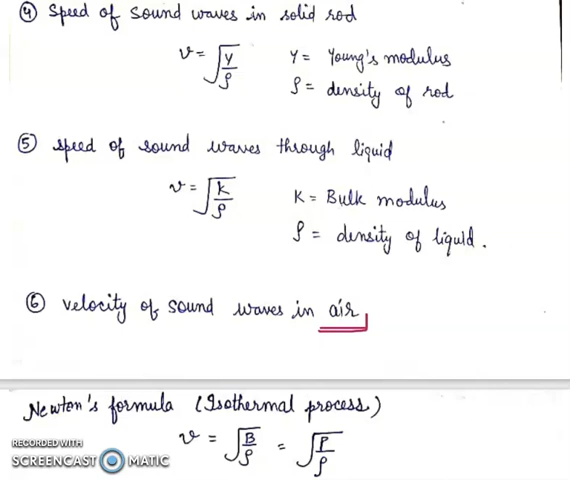 ④ Speed of sound waves in solid rod
v = √(Y/ρ) Y = Young's modulus
ρ = density of rod
⑤ speed of sound waves through liquid
v = √(K/ρ) K = Bulk modulus
ρ = density of liquid.
⑥ velocity of sound waves in air
Newton's formula (Isothermal process)
v = √(B/ρ) = √(P/ρ)
RECORDED WITH
SCREENCAST MATIC